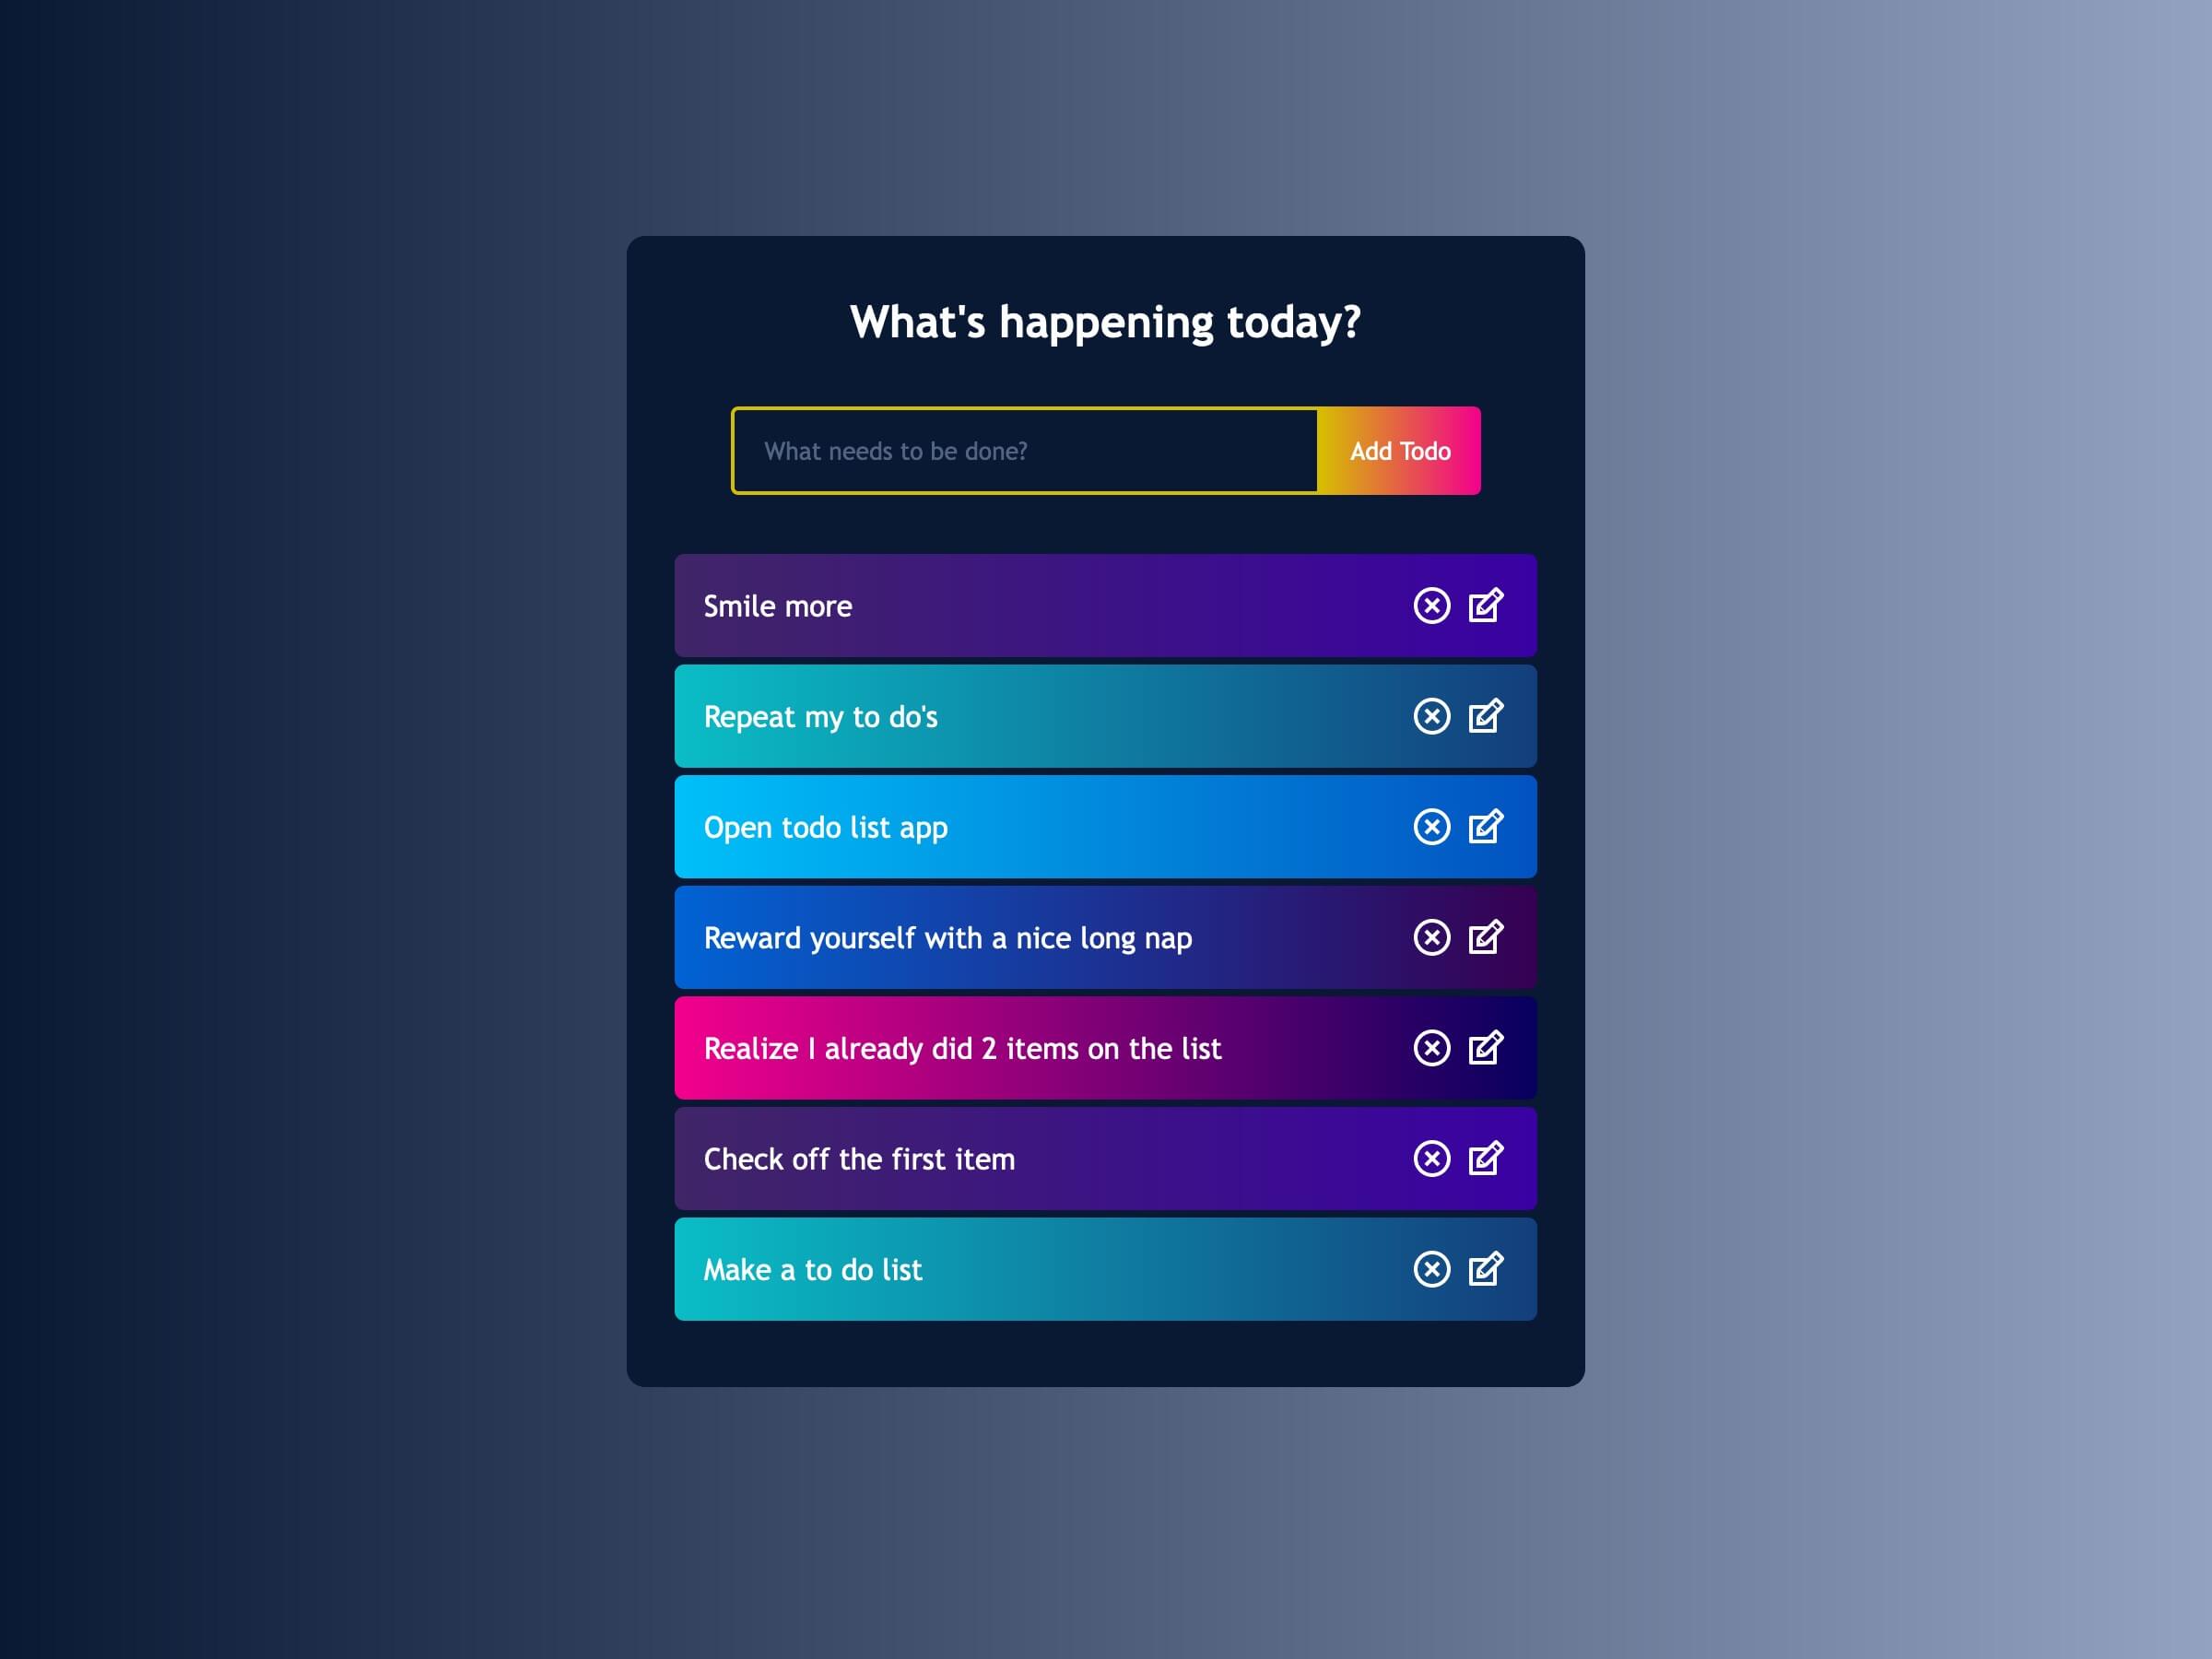 What's happening today?
What needs to be done?
Add Todo
Smile more
Repeat my to do's
Open todo list app
Reward yourself with a nice long nap
Realize I already did 2 items on the list
Check off the first item
Make a to do list